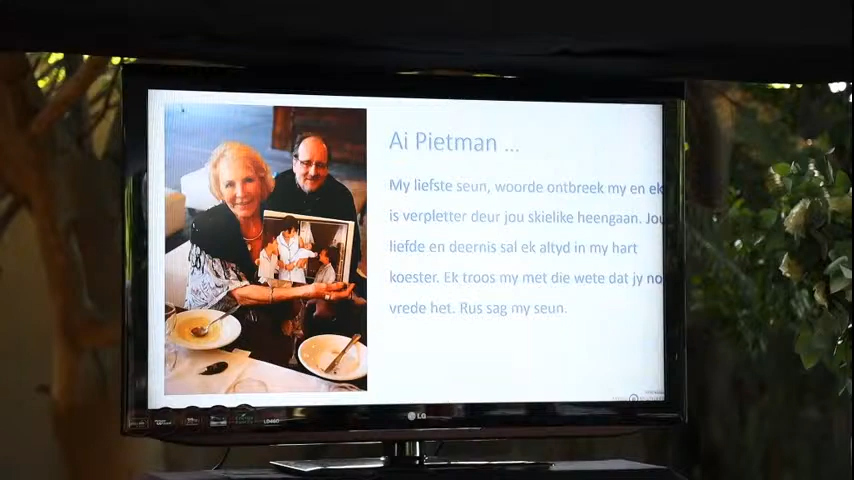 Ai Pietman ...
My liefste seun, woorde ontbreek my en ek
is verpletter deur jou skielike heengaan. Jou
liefde en deernis sal ek altyd in my hart
koester. Ek troos my met die wete dat jy no
vrede het. Rus sag my seun.
LG